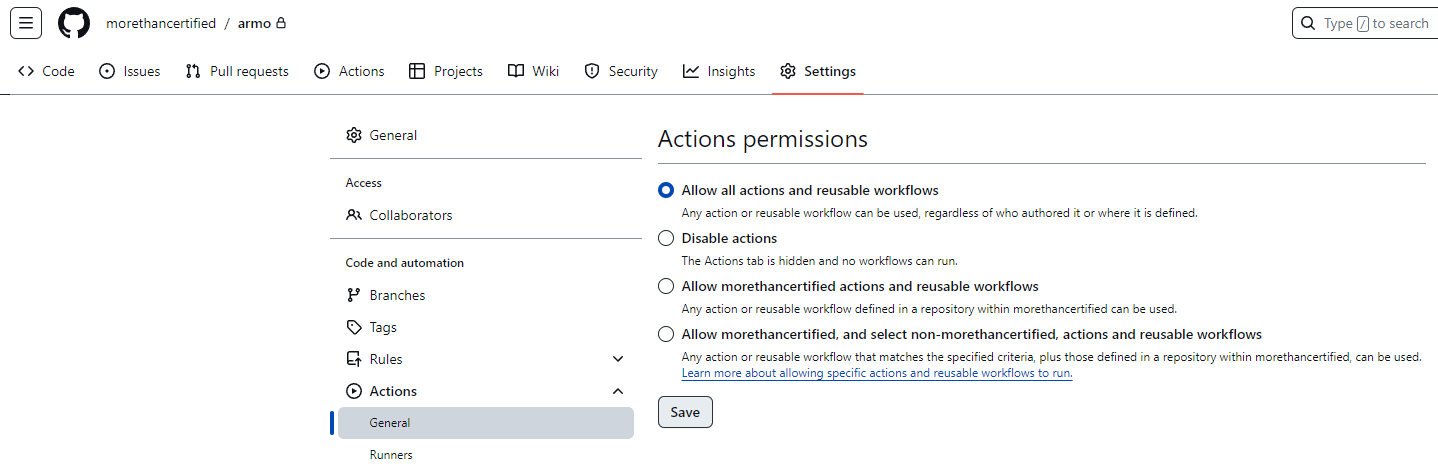 morethancertified / armo
Type / to search
Code Issues Pull requests Actions Projects Wiki Security Insights Settings
General
Access
Collaborators
Code and automation
Branches
Tags
Rules
Actions
General
Runners
Actions permissions
Allow all actions and reusable workflows
Any action or reusable workflow can be used, regardless of who authored it or where it is defined.
Disable actions
The Actions tab is hidden and no workflows can run.
Allow morethancertified actions and reusable workflows
Any action or reusable workflow defined in a repository within morethancertified can be used.
Allow morethancertified, and select non-morethancertified, actions and reusable workflows
Any action or reusable workflow that matches the specified criteria, plus those defined in a repository within morethancertified, can be used.
Learn more about allowing specific actions and reusable workflows to run.
Save